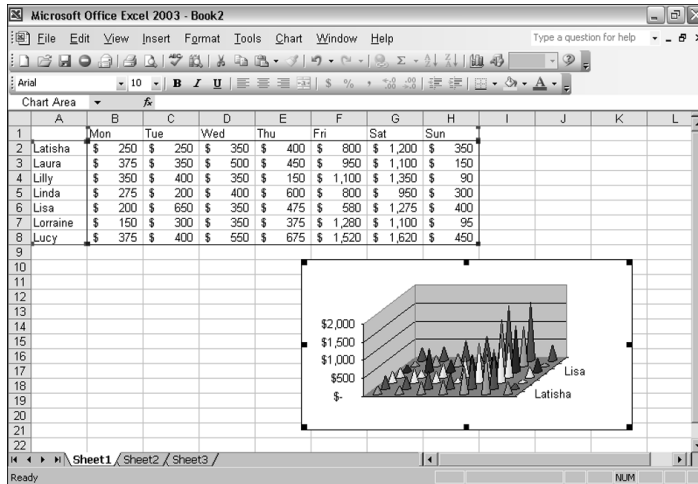 Microsoft Office Excel 2003 - Book2
File Edit View Insert Format Tools Chart Window Help Type a question for help
Arial 10 B I U $ % ,
Chart Area fx
A B C D E F G H I J K L
1 Mon Tue Wed Thu Fri Sat Sun
2 Latisha $ 250 $ 250 $ 350 $ 400 $ 800 $ 1,200 $ 350
3 Laura $ 375 $ 350 $ 500 $ 450 $ 950 $ 1,100 $ 150
4 Lilly $ 350 $ 400 $ 350 $ 150 $ 1,100 $ 1,350 $ 90
5 Linda $ 275 $ 200 $ 400 $ 600 $ 800 $ 950 $ 300
6 Lisa $ 200 $ 650 $ 350 $ 475 $ 580 $ 1,275 $ 400
7 Lorraine $ 150 $ 300 $ 350 $ 375 $ 1,280 $ 1,100 $ 95
8 Lucy $ 375 $ 400 $ 550 $ 675 $ 1,520 $ 1,620 $ 450
9
10
11
12
13
14
15
16
17
18
19
20
21
22
$2,000
$1,500
$1,000
$500
$-
Lisa
Latisha
Sheet1 Sheet2 Sheet3
Ready NUM